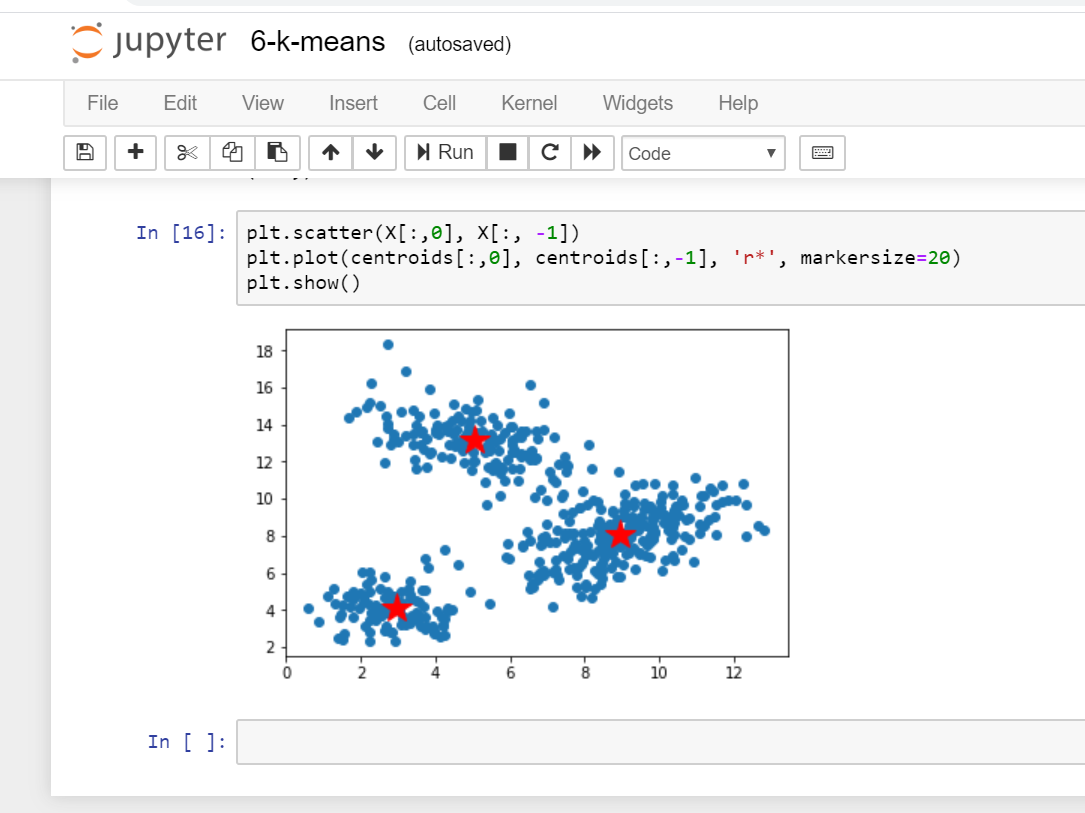 jupyter 6-k-means (autosaved)
File Edit View Insert Cell Kernel Widgets Help
Run Code
In [16]: plt.scatter(X[:,0], X[:, -1])
plt.plot(centroids[:,0], centroids[:,-1], 'r*', markersize=20)
plt.show()
18
16
14
12
10
8
6
4
2
0 2 4 6 8 10 12
In [ ]: